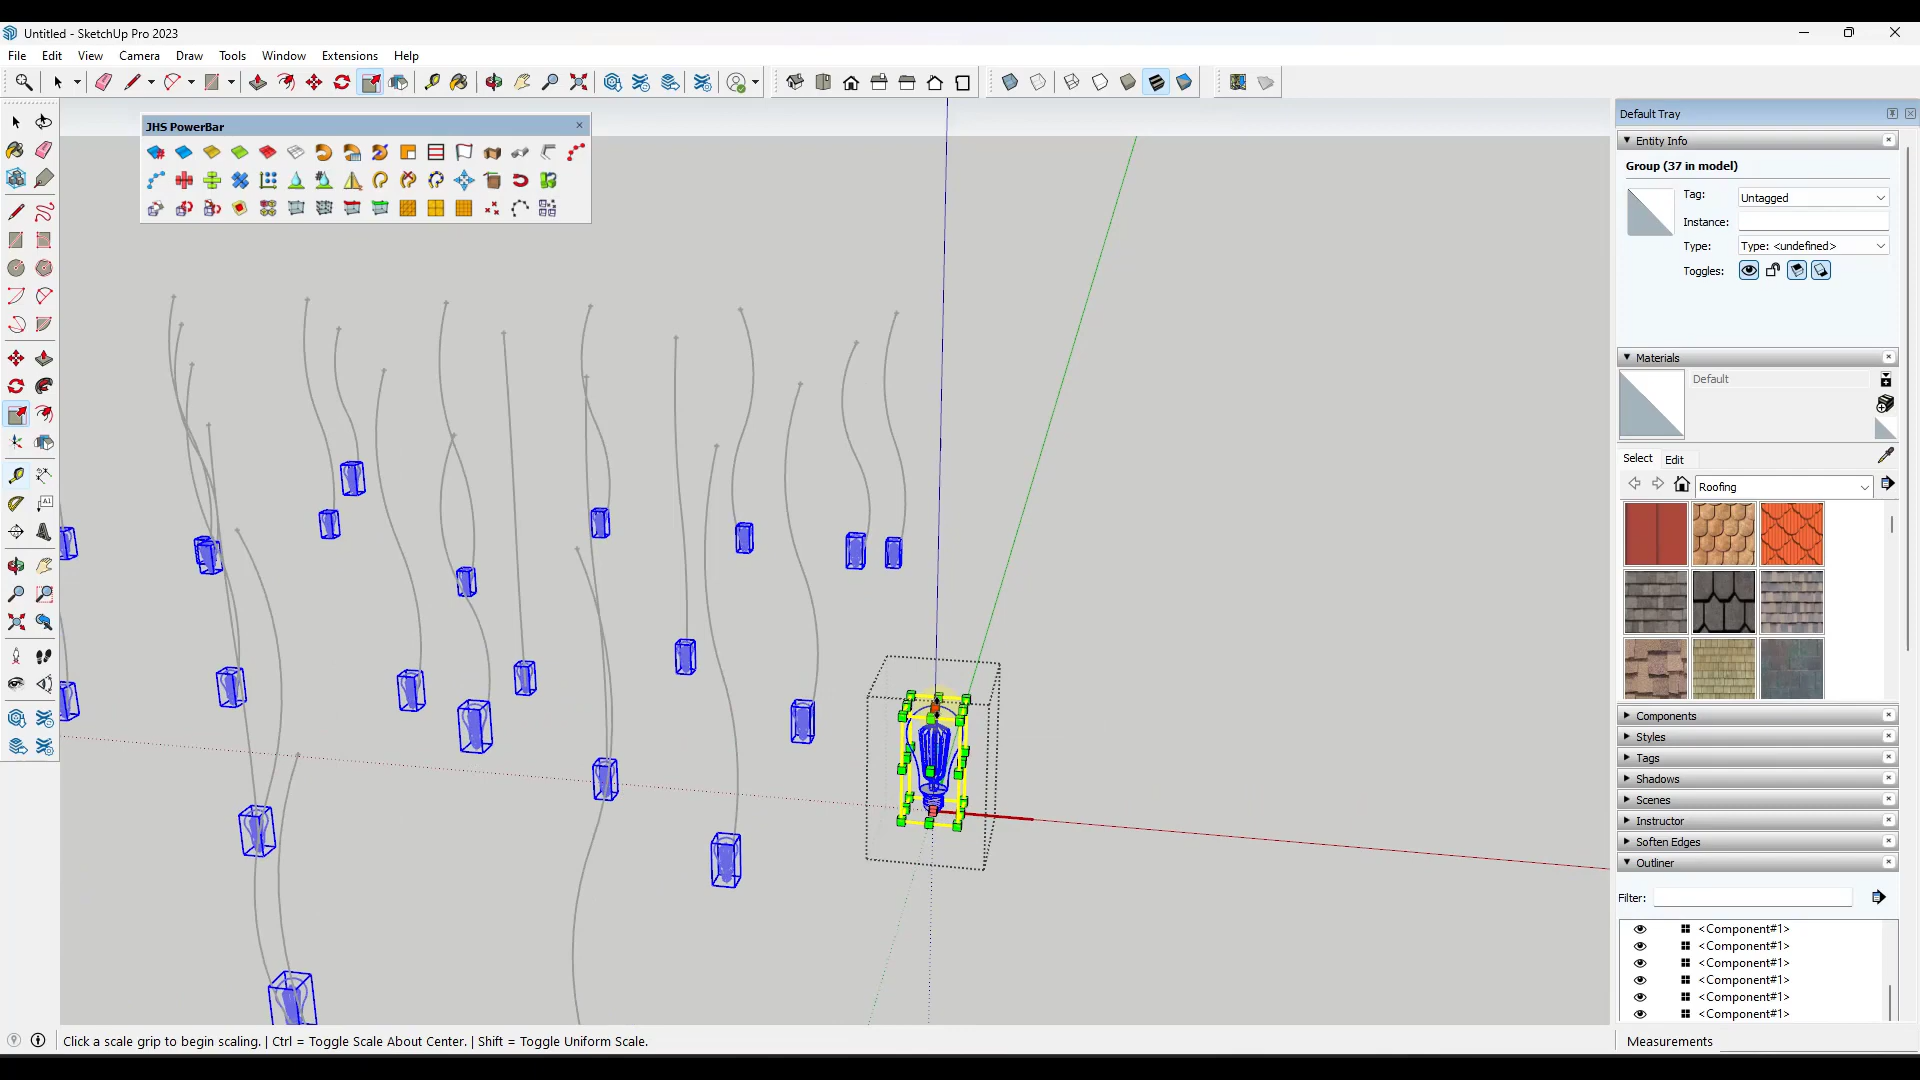 Untitled - SketchUp Pro 2023
File Edit View Camera Draw Tools Window Extensions Help
JHS PowerBar
Default Tray
Entity Info
Group (37 in model)
Tag: Untagged
Instance:
Type: Type: <undefined>
Toggles:
Materials
Default
Select Edit
Roofing
Components
Styles
Tags
Shadows
Scenes
Instructor
Soften Edges
Outliner
Filter:
<Component#1>
<Component#1>
<Component#1>
<Component#1>
<Component#1>
<Component#1>
Click a scale grip to begin scaling. | Ctrl = Toggle Scale About Center. | Shift = Toggle Uniform Scale.
Measurements